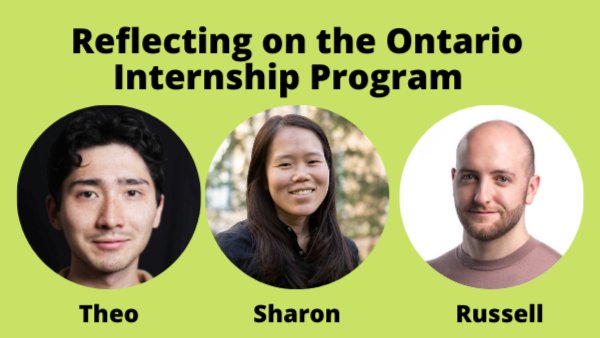 Reflecting on the Ontario
Internship Program
Theo
Sharon
Russell